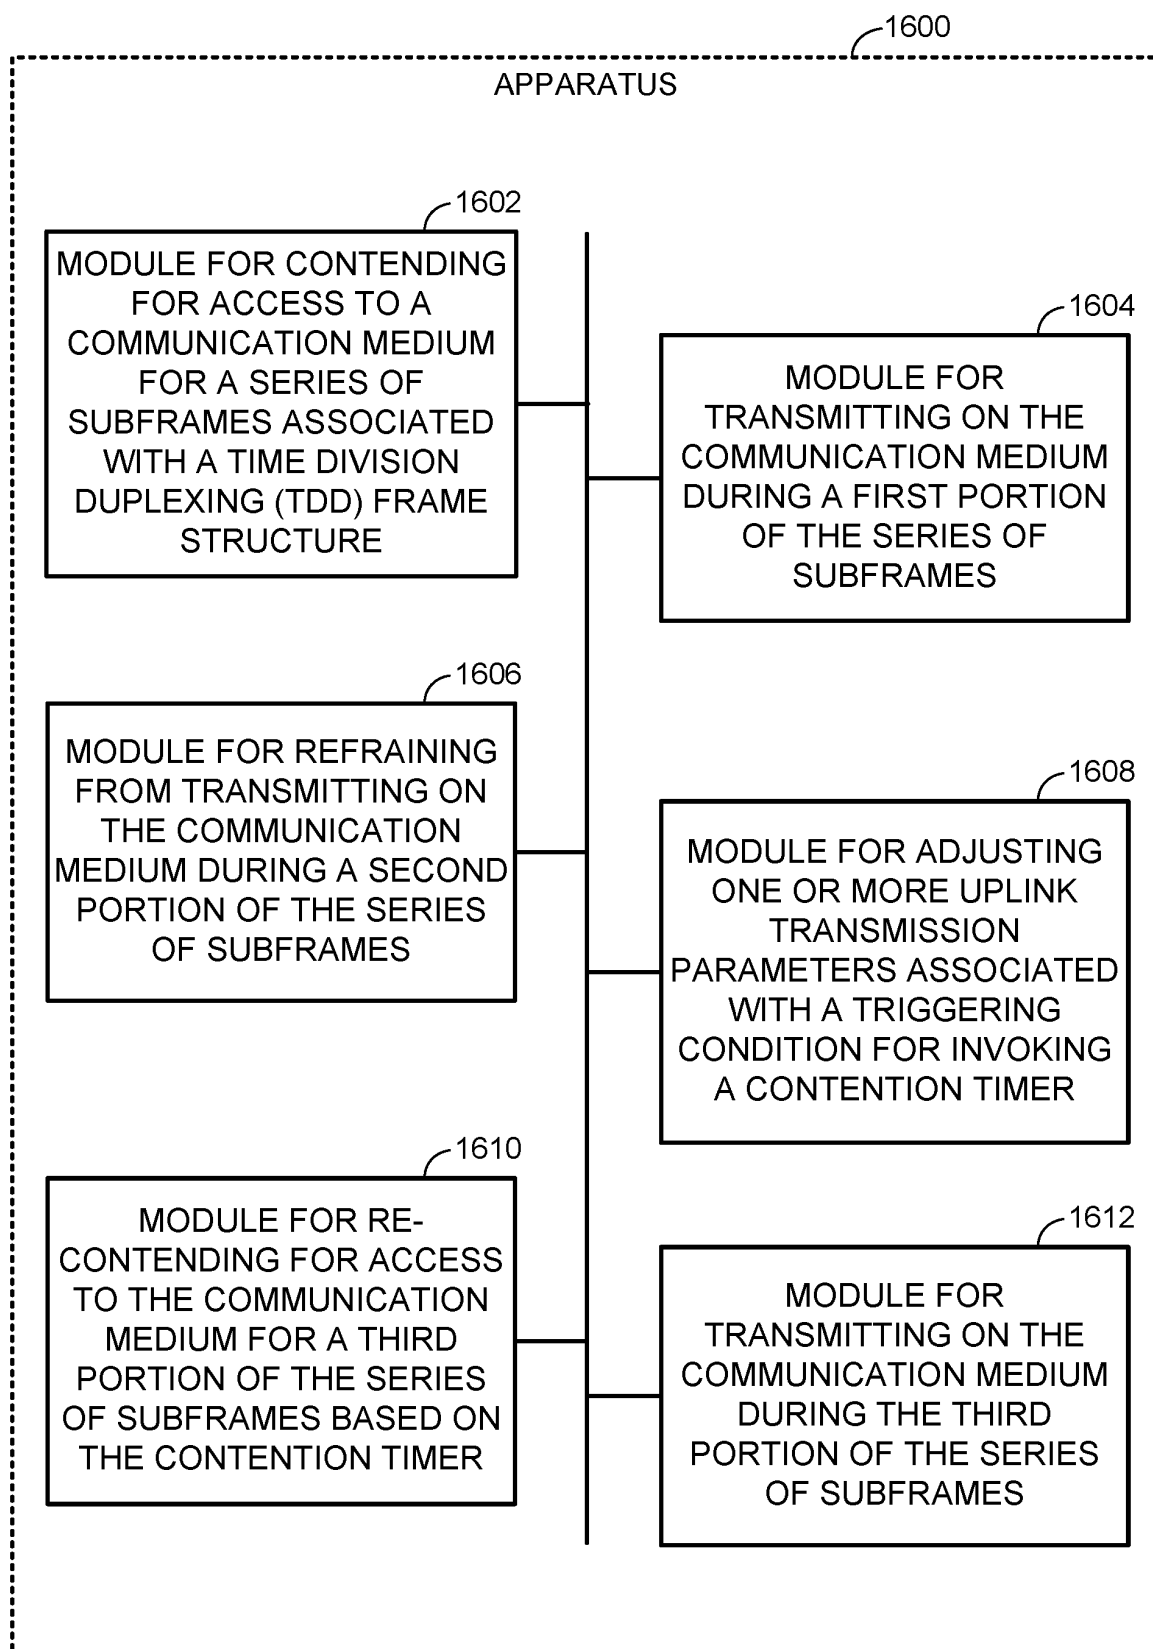 1600
APPARATUS
1602
MODULE FOR CONTENDING
FOR ACCESS TO A
COMMUNICATION MEDIUM
FOR A SERIES OF
SUBFRAMES ASSOCIATED
WITH A TIME DIVISION
DUPLEXING (TDD) FRAME
STRUCTURE
1604
MODULE FOR
TRANSMITTING ON THE
COMMUNICATION MEDIUM
DURING A FIRST PORTION
OF THE SERIES OF
SUBFRAMES
1606
MODULE FOR REFRAINING
FROM TRANSMITTING ON
THE COMMUNICATION
MEDIUM DURING A SECOND
PORTION OF THE SERIES
OF SUBFRAMES
1608
MODULE FOR ADJUSTING
ONE OR MORE UPLINK
TRANSMISSION
PARAMETERS ASSOCIATED
WITH A TRIGGERING
CONDITION FOR INVOKING
A CONTENTION TIMER
1610
MODULE FOR RE-
CONTENDING FOR ACCESS
TO THE COMMUNICATION
MEDIUM FOR A THIRD
PORTION OF THE SERIES
OF SUBFRAMES BASED ON
THE CONTENTION TIMER
1612
MODULE FOR
TRANSMITTING ON THE
COMMUNICATION MEDIUM
DURING THE THIRD
PORTION OF THE SERIES
OF SUBFRAMES